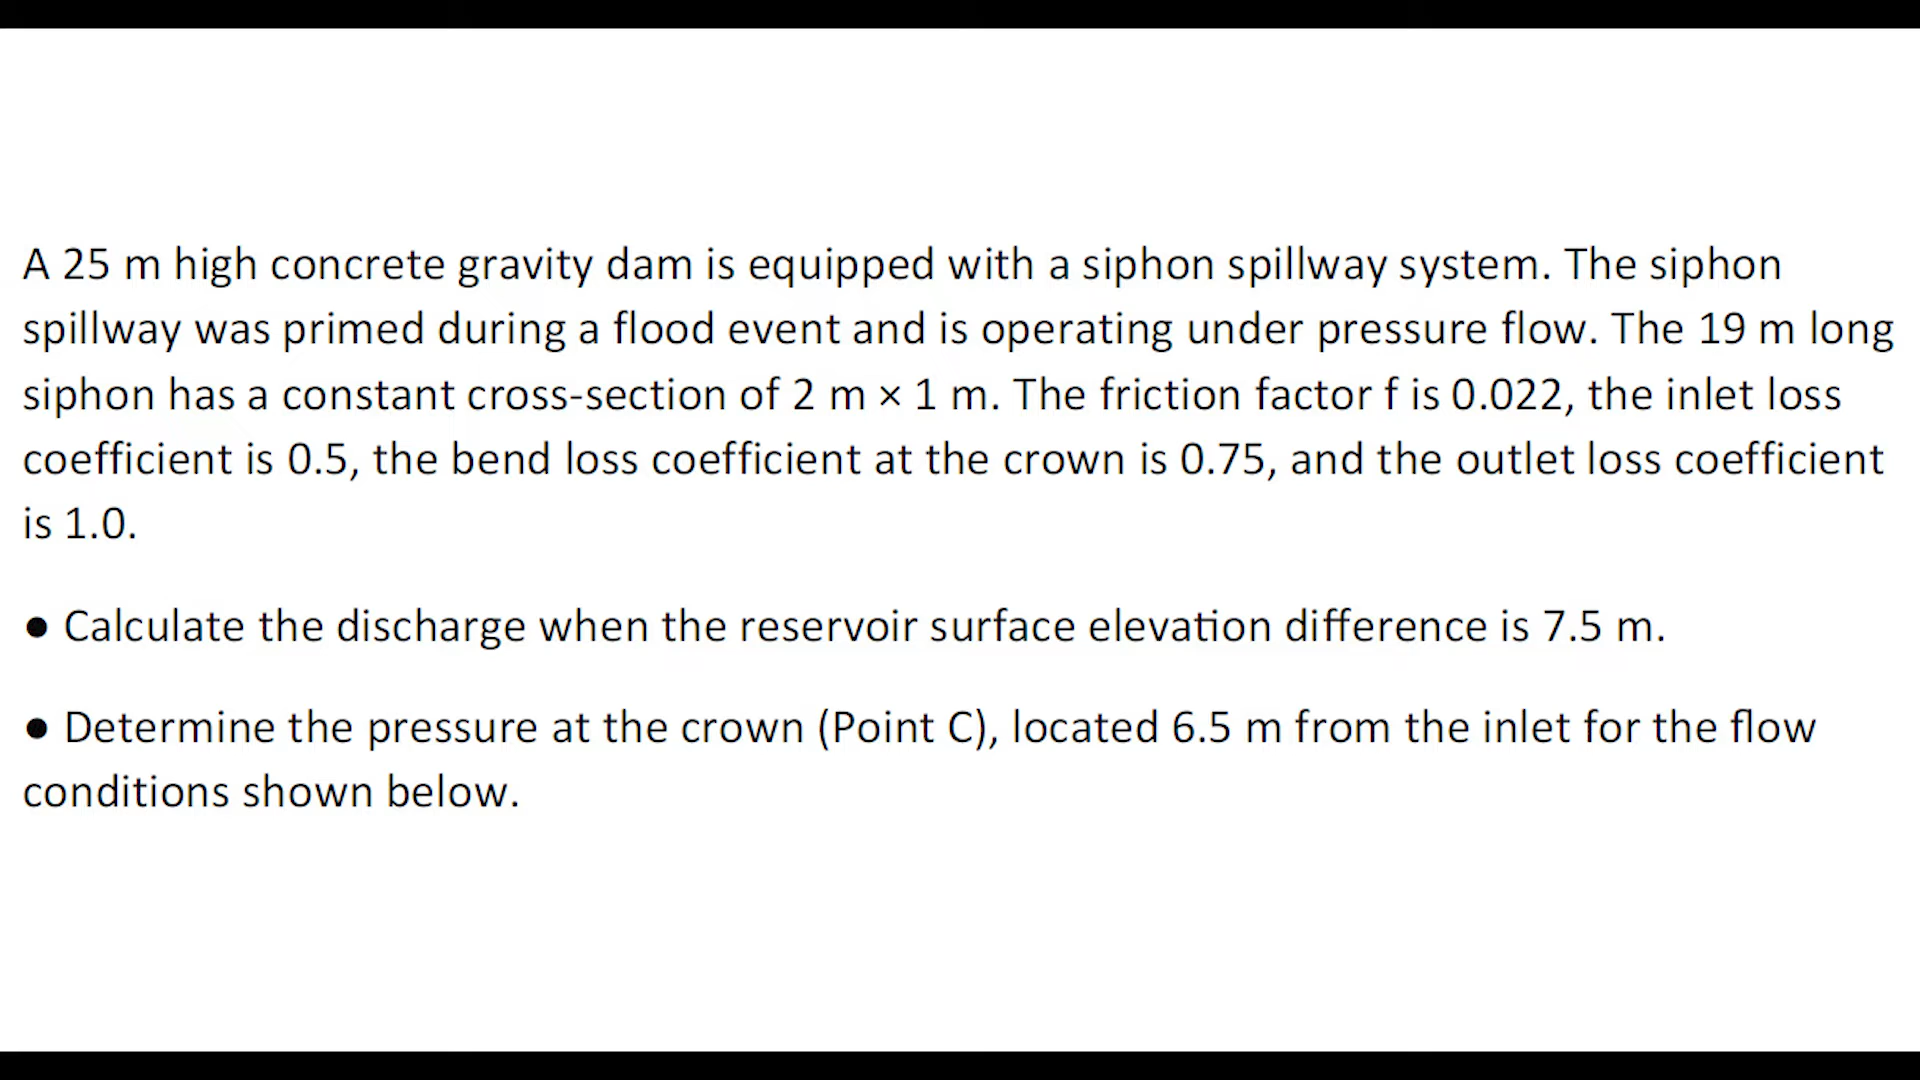 A 25 m high concrete gravity dam is equipped with a siphon spillway system. The siphon
spillway was primed during a flood event and is operating under pressure flow. The 19 m long
siphon has a constant cross-section of 2 m × 1 m. The friction factor f is 0.022, the inlet loss
coefficient is 0.5, the bend loss coefficient at the crown is 0.75, and the outlet loss coefficient
is 1.0.
● Calculate the discharge when the reservoir surface elevation difference is 7.5 m.
● Determine the pressure at the crown (Point C), located 6.5 m from the inlet for the flow
conditions shown below.